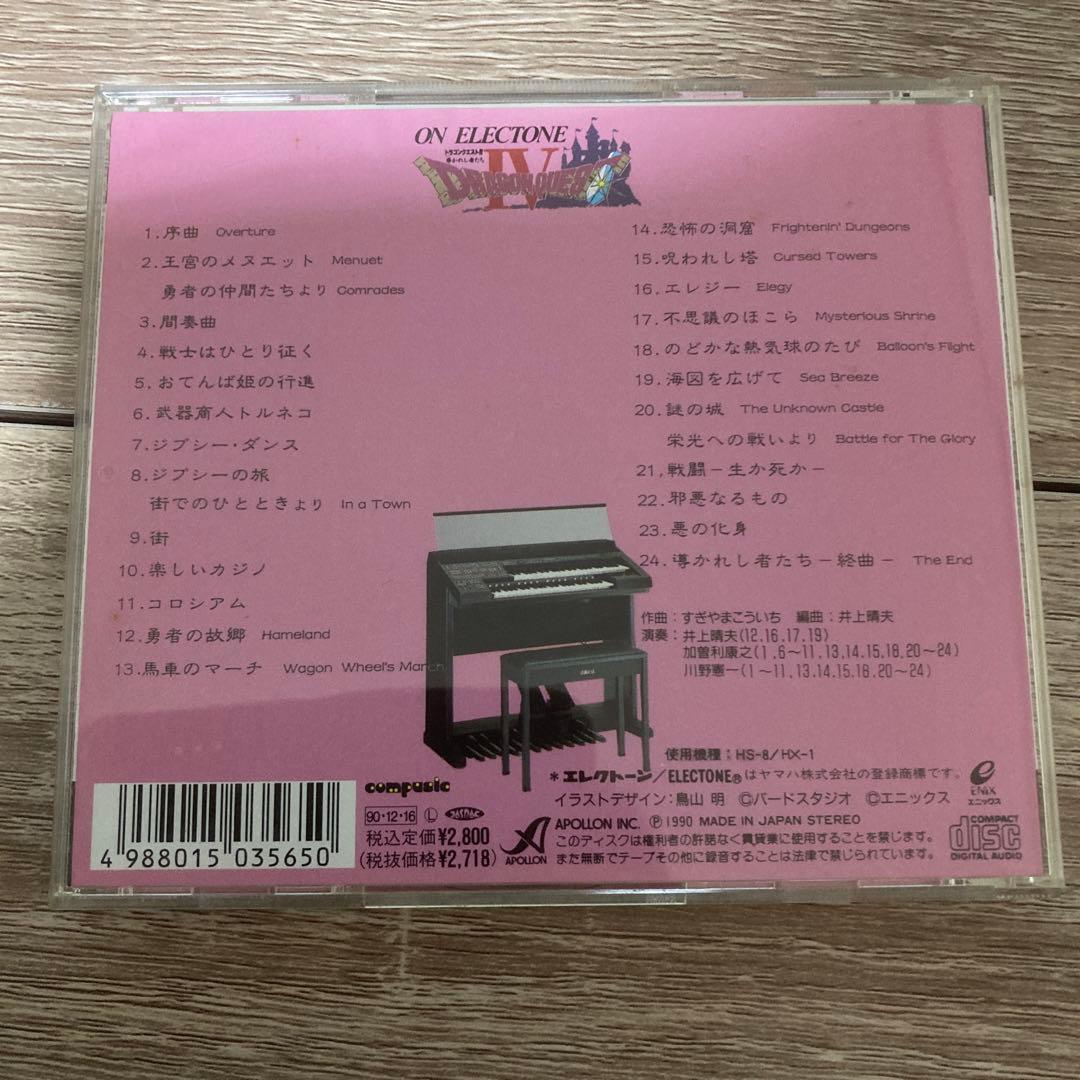 ON ELECTONE
ドラゴンクエストIV
導かれし者たち
DRAGON QUEST
IV
1. 序曲 Overture
2. 王宮のメヌエット Menuet
勇者の仲間たちより Comrades
3. 間奏曲
4. 戦士はひとり征く
5. おてんば姫の行進
6. 武器商人トルネコ
7. ジプシー・ダンス
8. ジプシーの旅
街でのひとときより In a Town
9. 街
10. 楽しいカジノ
11. コロシアム
12. 勇者の故郷 Hameland
13. 馬車のマーチ Wagon Wheel's March
14. 恐怖の洞窟 Frightenin' Dungeons
15. 呪われし塔 Cursed Towers
16. エレジー Elegy
17. 不思議のほこら Mysterious Shrine
18. のどかな熱気球のたび Balloon's Flight
19. 海図を広げて Sea Breeze
20. 謎の城 The Unknown Castle
栄光への戦いより Battle for The Glory
21, 戦闘－生か死か－
22. 邪悪なるもの
23. 悪の化身
24. 導かれし者たち－終曲－ The End
作曲：すぎやまこういち 編曲：井上晴夫
演奏：井上晴夫(12.16.17.19)
加曽利康之(1 , 6～11, 13, 14, 15, 18, 20～24)
川野憲一(1～11, 13, 14, 15, 18. 20～24)
使用機種：HS-8/HX-1
*エレクトーン/ELECTONE®はヤマハ株式会社の登録商標です。
イラストデザイン：鳥山 明 ©バードスタジオ ©エニックス
ENIX
エニックス
compusic
90・12・16 Ⓛ JASRAC
税込定価¥2,800
(税抜価格¥2,718)
APOLLON
APOLLON INC. Ⓟ1990 MADE IN JAPAN STEREO
このディスクは権利者の許諾なく賃貸業に使用することを禁じます。
また無断でテープその他に録音することは法律で禁じられています。
COMPACT
disc
DIGITAL AUDIO
4 988015 035650